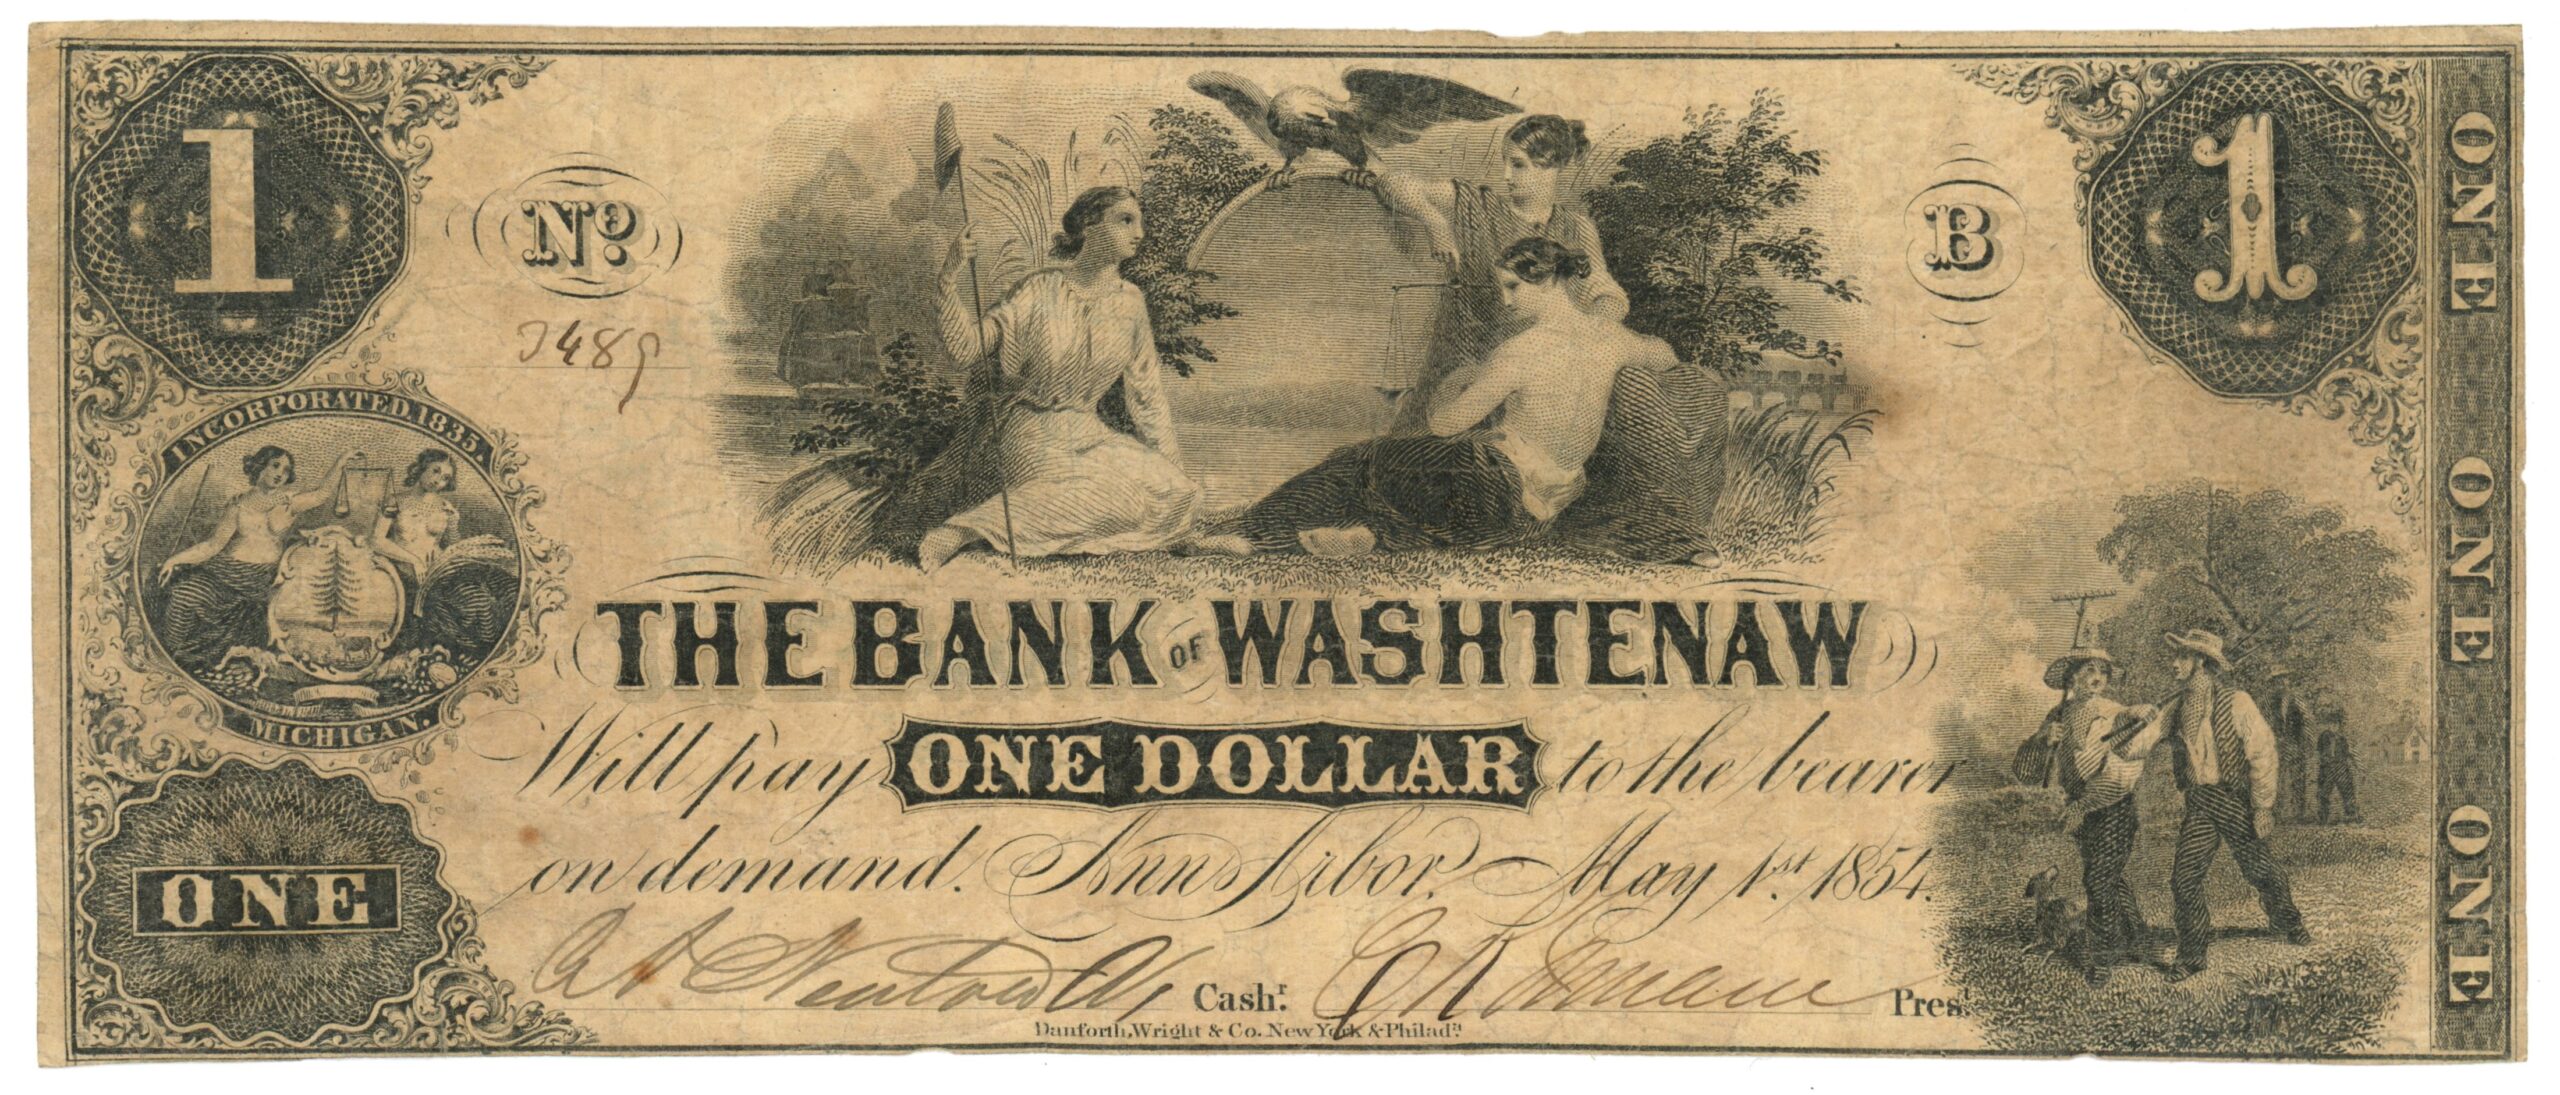 1
No.
B
1
INCORPORATED 1835.
MICHIGAN.
THE BANK OF WASHTENAW
Will pay ONE DOLLAR to the bearer
on demand. Ann Arbor. May 1st. 1854.
ONE
Cashr. Prest.
Danforth, Wright & Co. New York & Philada.
ONE ONE ONE